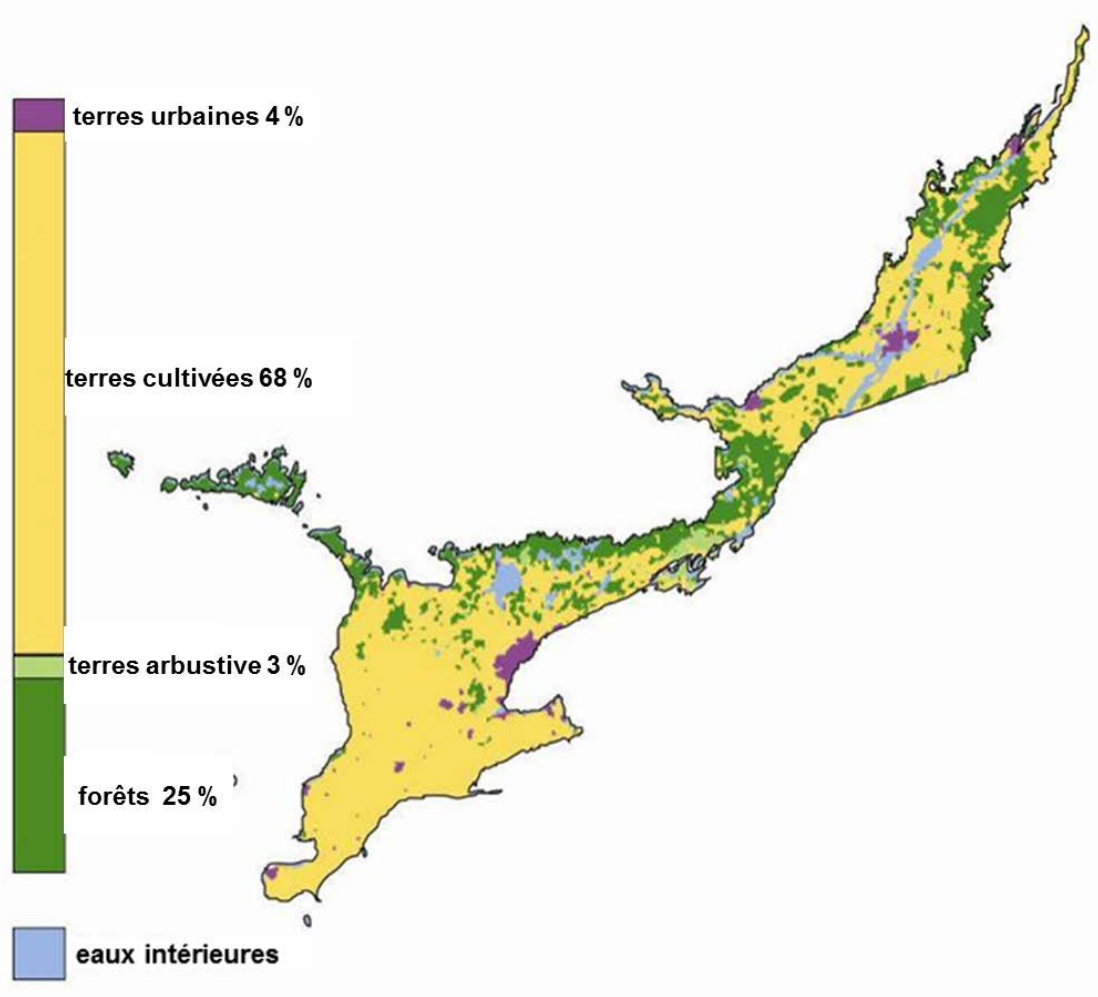 terres urbaines 4 %
terres cultivées 68 %
terres arbustive 3 %
forêts 25 %
eaux intérieures